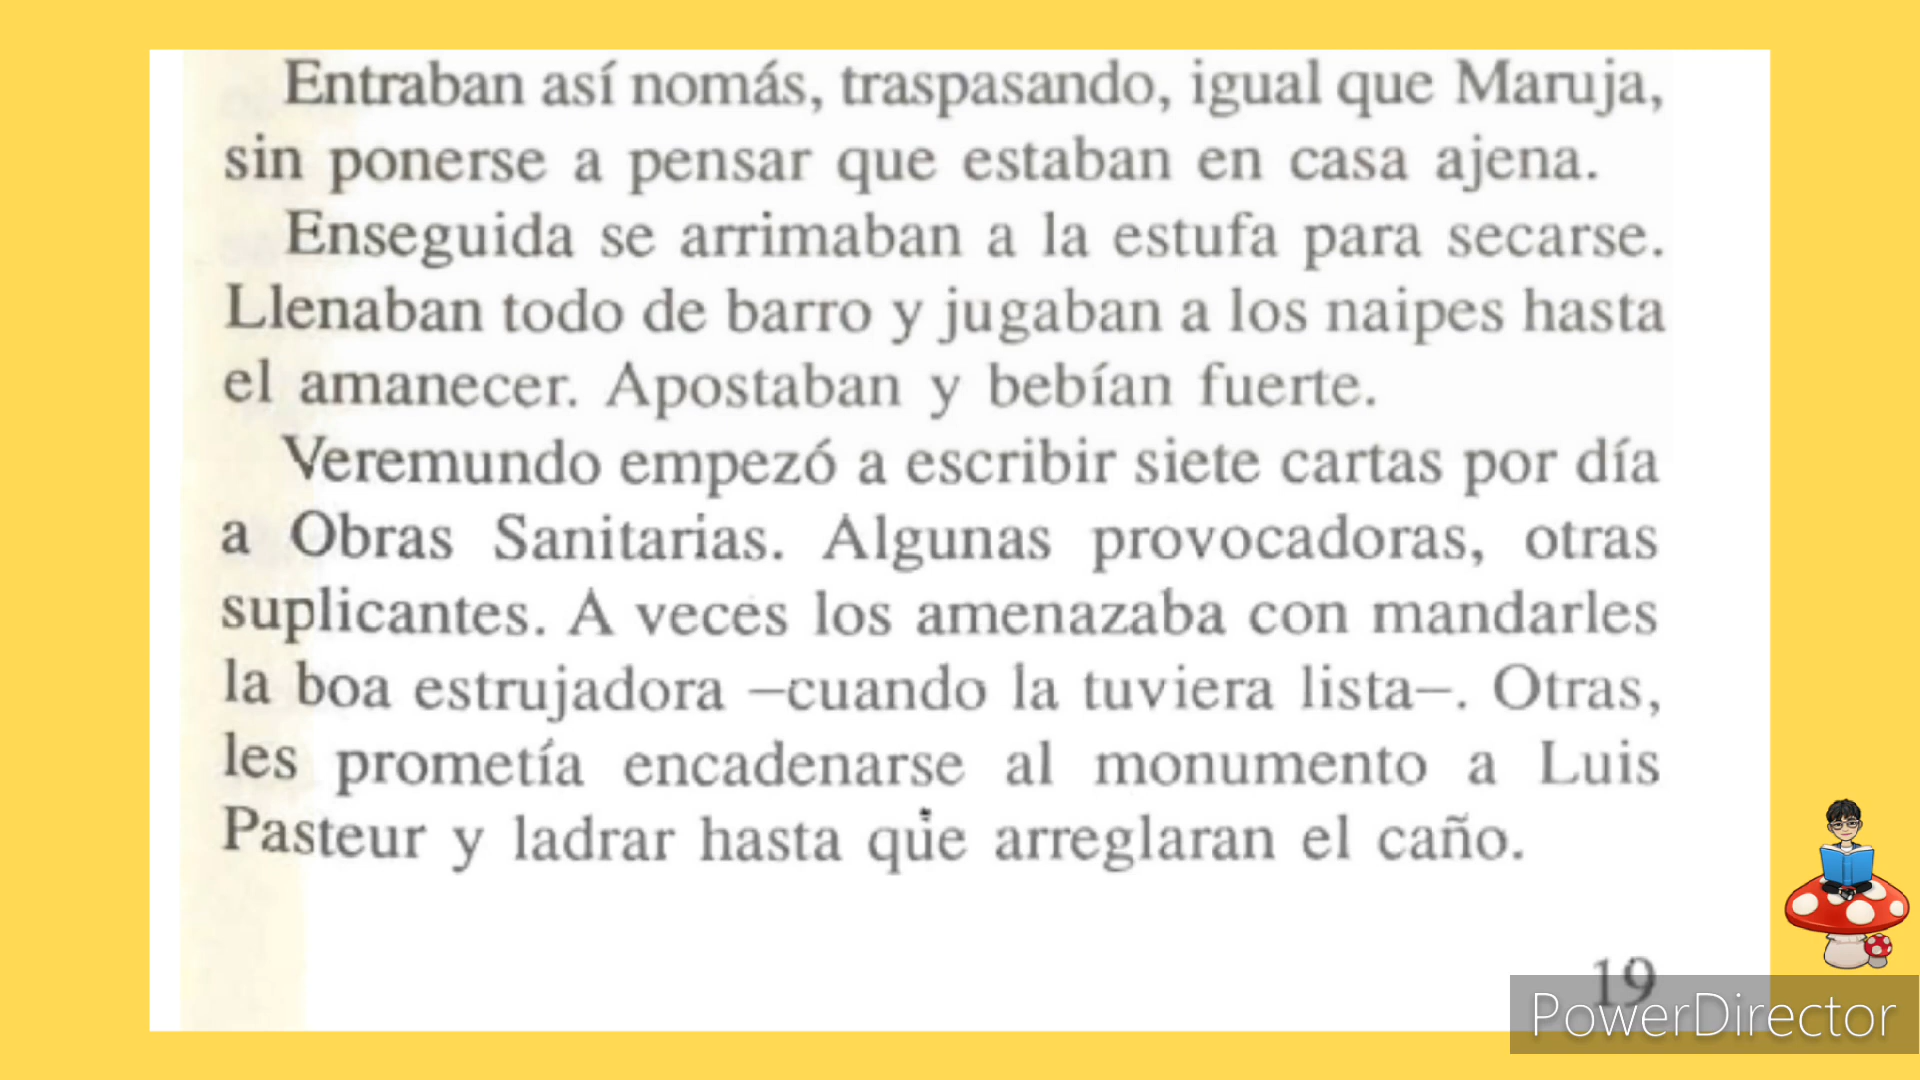 Entraban así nomás, traspasando, igual que Maruja,
sin ponerse a pensar que estaban en casa ajena.
Enseguida se arrimaban a la estufa para secarse.
Llenaban todo de barro y jugaban a los naipes hasta
el amanecer. Apostaban y bebían fuerte.
Veremundo empezó a escribir siete cartas por día
a Obras Sanitarias. Algunas provocadoras, otras
suplicantes. A veces los amenazaba con mandarles
la boa estrujadora –cuando la tuviera lista–. Otras,
les prometía encadenarse al monumento a Luis
Pasteur y ladrar hasta que arreglaran el caño.
19
PowerDirector